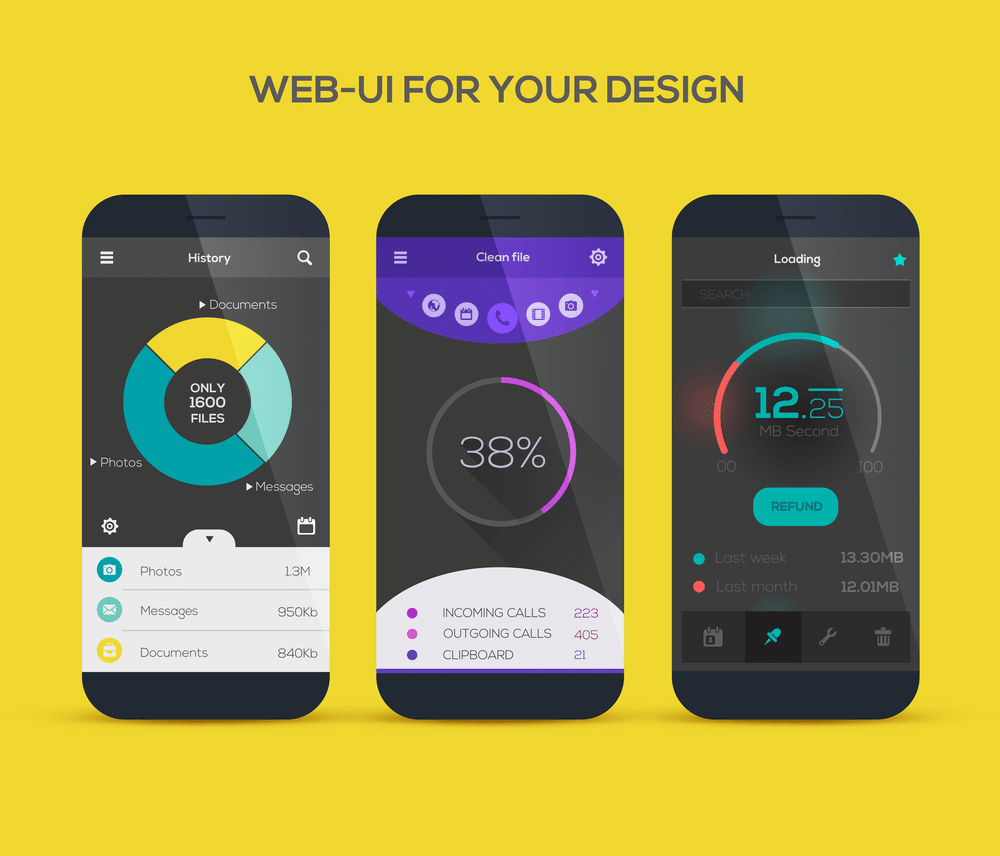 WEB-UI FOR YOUR DESIGN
History
Documents
ONLY
1600
FILES
Photos
Messages
Photos 1.3M
Messages 950Kb
Documents 840Kb
Clean file
38%
INCOMING CALLS 223
OUTGOING CALLS 405
CLIPBOARD 21
Loading
SEARCH
12.25
MB Second
00 100
REFUND
Last week 13.30MB
Last month 12.01MB